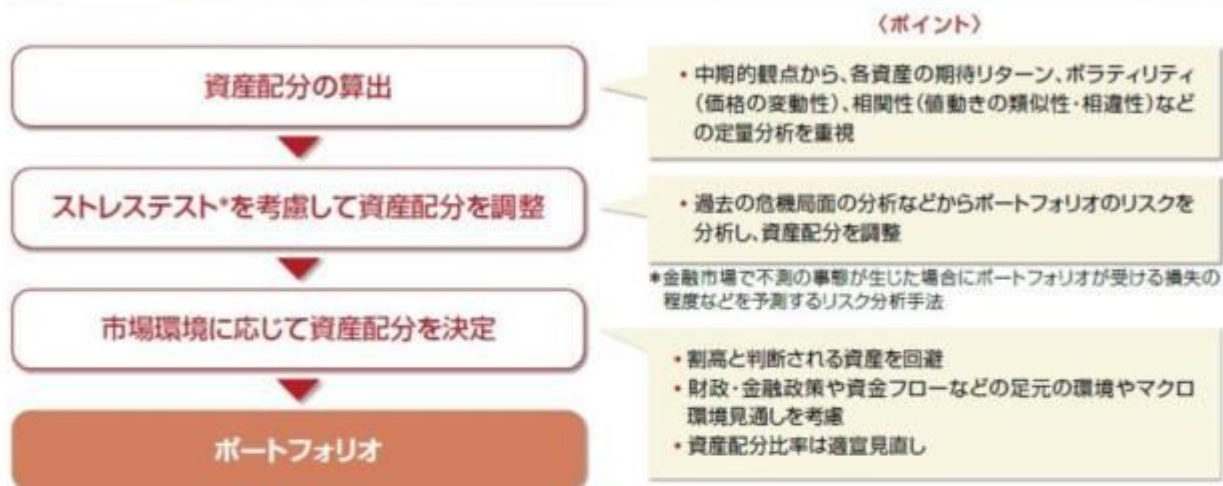 〈ポイント〉
資産配分の算出
•中期的観点から、各資産の期待リターン、ボラティリティ
(価格の変動性)、相関性(値動きの類似性・相違性)など
の定量分析を重視
ストレステスト*を考慮して資産配分を調整
•過去の危機局面の分析などからポートフォリオのリスクを
分析し、資産配分を調整
*金融市場で不測の事態が生じた場合にポートフォリオが受ける損失の
程度などを予測するリスク分析手法
市場環境に応じて資産配分を決定
•割高と判断される資産を回避
•財政・金融政策や資金フローなどの足元の環境やマクロ
環境見通しを考慮
•資産配分比率は適宜見直し
ポートフォリオ